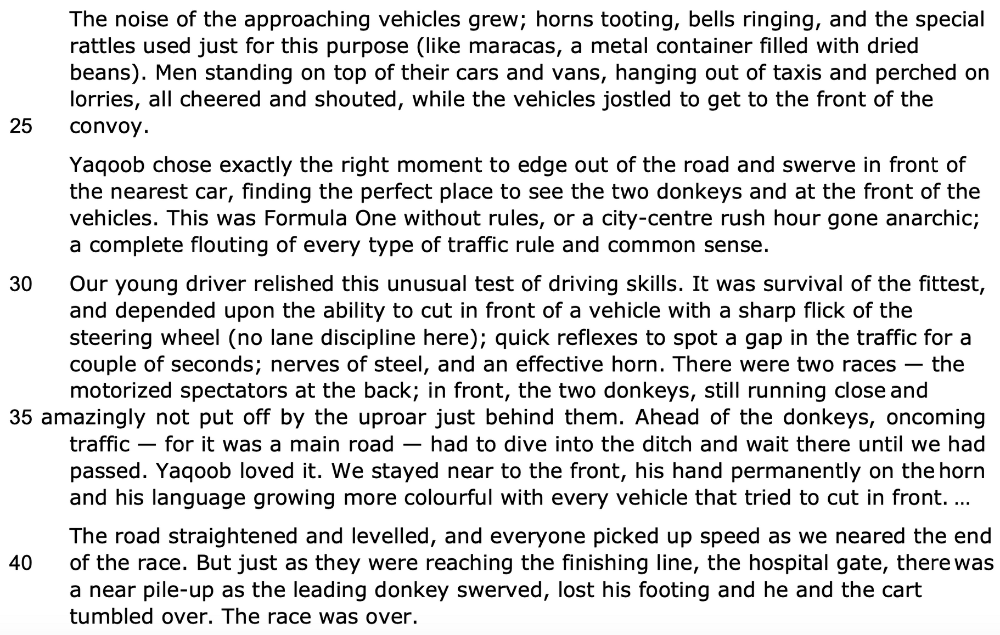 The noise of the approaching vehicles grew; horns tooting, bells ringing, and the special
rattles used just for this purpose (like maracas, a metal container filled with dried
beans). Men standing on top of their cars and vans, hanging out of taxis and perched on
lorries, all cheered and shouted, while the vehicles jostled to get to the front of the
25 convoy.
Yaqoob chose exactly the right moment to edge out of the road and swerve in front of
the nearest car, finding the perfect place to see the two donkeys and at the front of the
vehicles. This was Formula One without rules, or a city-centre rush hour gone anarchic;
a complete flouting of every type of traffic rule and common sense.
30 Our young driver relished this unusual test of driving skills. It was survival of the fittest,
and depended upon the ability to cut in front of a vehicle with a sharp flick of the
steering wheel (no lane discipline here); quick reflexes to spot a gap in the traffic for a
couple of seconds; nerves of steel, and an effective horn. There were two races — the
motorized spectators at the back; in front, the two donkeys, still running close and
35 amazingly not put off by the uproar just behind them. Ahead of the donkeys, oncoming
traffic — for it was a main road — had to dive into the ditch and wait there until we had
passed. Yaqoob loved it. We stayed near to the front, his hand permanently on the horn
and his language growing more colourful with every vehicle that tried to cut in front. ...
The road straightened and levelled, and everyone picked up speed as we neared the end
40 of the race. But just as they were reaching the finishing line, the hospital gate, there was
a near pile-up as the leading donkey swerved, lost his footing and he and the cart
tumbled over. The race was over.